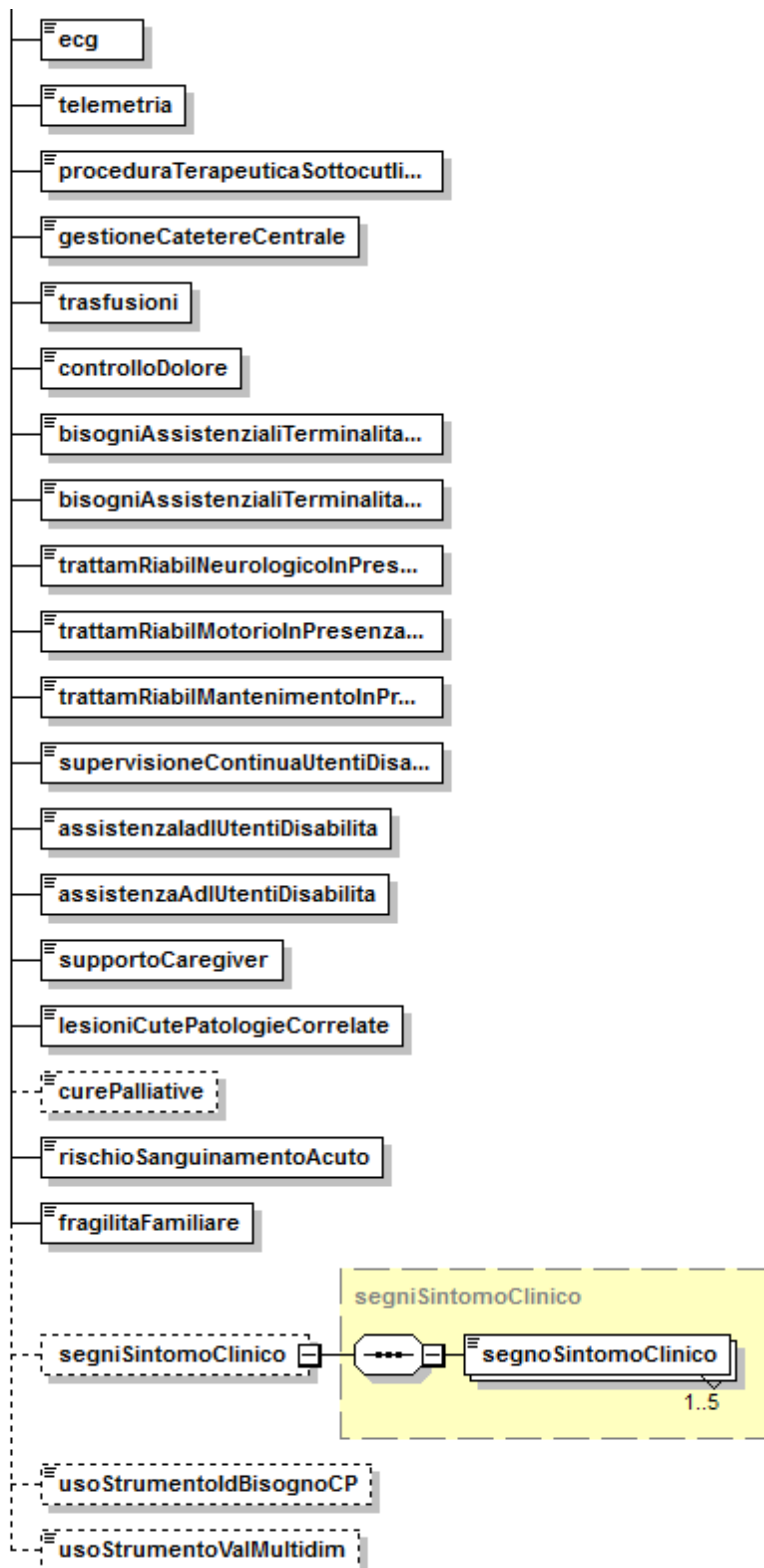 ecg
telemetria
proceduraTerapeuticaSottocutli...
gestioneCatetereCentrale
trasfusioni
controlloDolore
bisogniAssistenzialiTerminalita...
bisogniAssistenzialiTerminalita...
trattamRiabilNeurologicoInPres...
trattamRiabilMotorioInPresenza...
trattamRiabilMantenimentoInPr...
supervisioneContinuaUtentiDisa...
assistenzaIadlUtentiDisabilita
assistenzaAdlUtentiDisabilita
supportoCaregiver
lesioniCutePatologieCorrelate
curePalliative
rischioSanguinamentoAcuto
fragilitaFamiliare
segniSintomoClinico
segniSintomoClinico
segnoSintomoClinico
1..5
usoStrumentoIdBisognoCP
usoStrumentoValMultidim